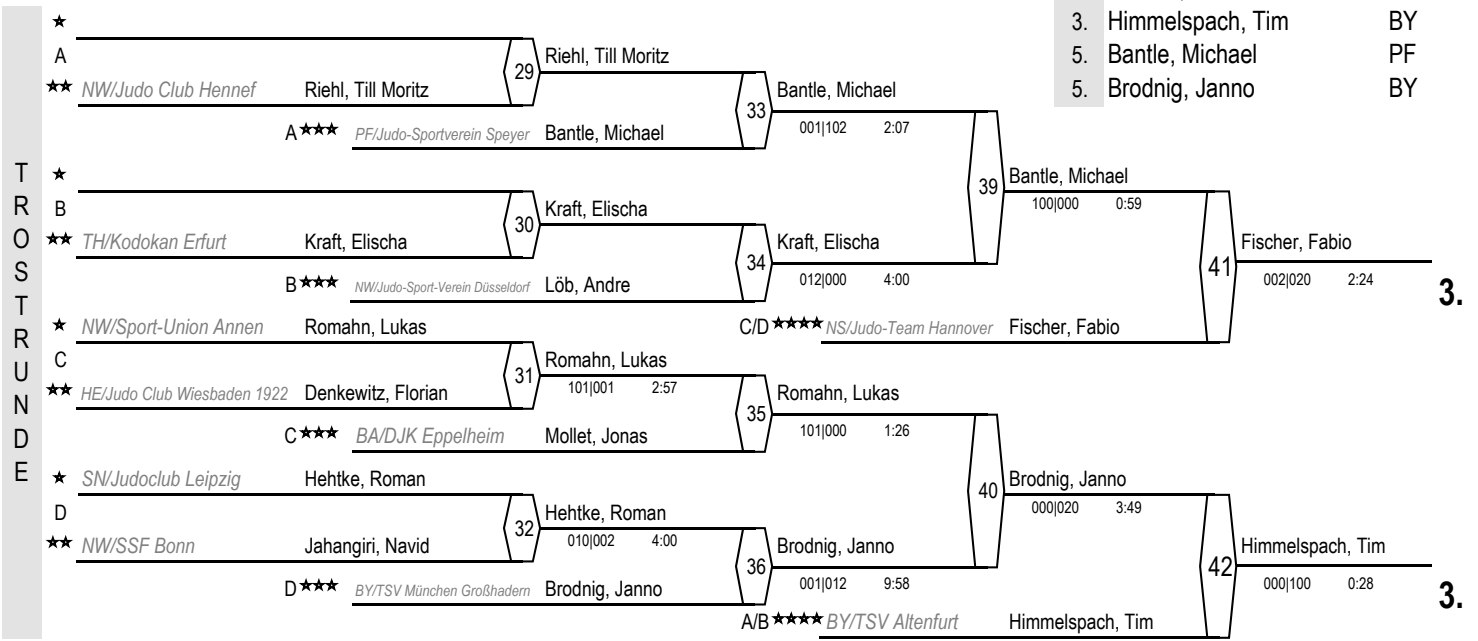 3. Himmelspach, Tim BY
5. Bantle, Michael PF
5. Brodnig, Janno BY
TROSTRUNDE
A
NW/Judo Club Hennef Riehl, Till Moritz
29
Riehl, Till Moritz
A PF/Judo-Sportverein Speyer Bantle, Michael
33
Bantle, Michael
001|102 2:07
B
TH/Kodokan Erfurt Kraft, Elischa
30
Kraft, Elischa
B NW/Judo-Sport-Verein Düsseldorf Löb, Andre
34
Kraft, Elischa
012|000 4:00
39
Bantle, Michael
100|000 0:59
C/D NS/Judo-Team Hannover Fischer, Fabio
41
Fischer, Fabio
002|020 2:24
3.
NW/Sport-Union Annen Romahn, Lukas
C
HE/Judo Club Wiesbaden 1922 Denkewitz, Florian
31
Romahn, Lukas
101|001 2:57
C BA/DJK Eppelheim Mollet, Jonas
35
Romahn, Lukas
101|000 1:26
SN/Judoclub Leipzig Hehtke, Roman
D
NW/SSF Bonn Jahangiri, Navid
32
Hehtke, Roman
010|002 4:00
D BY/TSV München Großhadern Brodnig, Janno
36
Brodnig, Janno
001|012 9:58
40
Brodnig, Janno
000|020 3:49
A/B BY/TSV Altenfurt Himmelspach, Tim
42
Himmelspach, Tim
000|100 0:28
3.